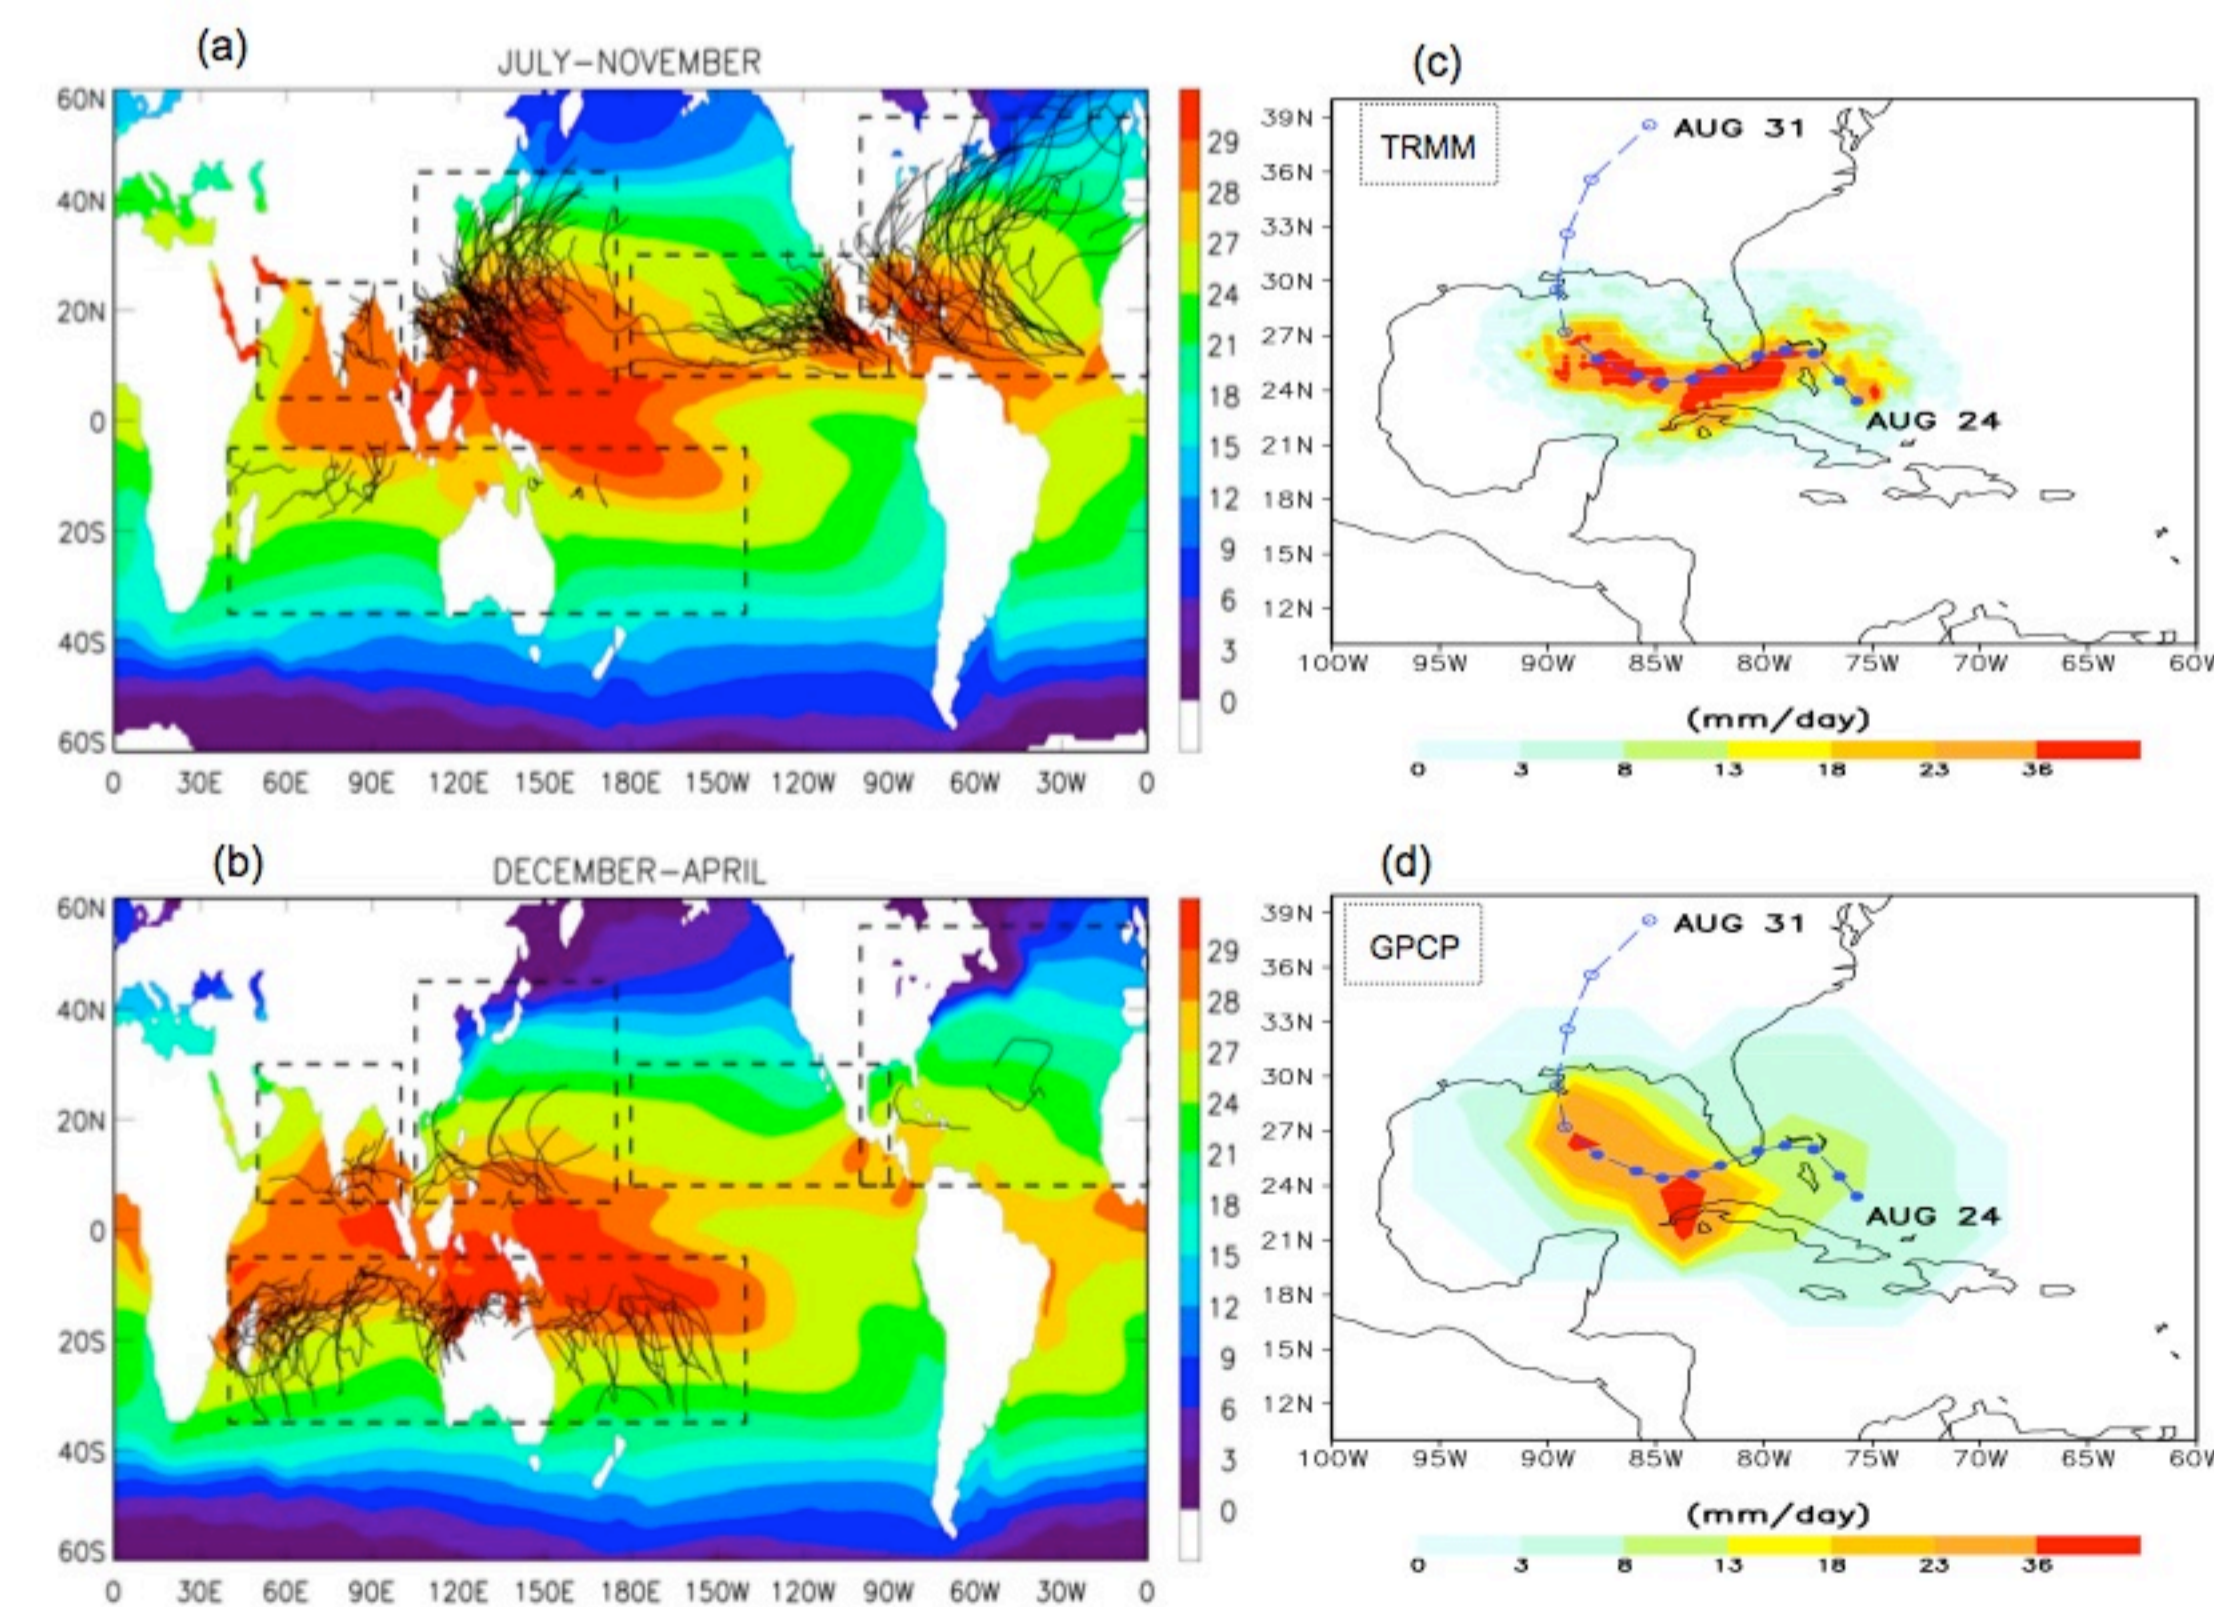 (a)
JULY-NOVEMBER
60N
40N
20N
0
20S
40S
60S
0 30E 60E 90E 120E 150E 180E 150W 120W 90W 60W 30W 0
29
28
27
24
21
18
15
12
9
6
3
0
(c)
TRMM
AUG 31
AUG 24
39N
36N
33N
30N
27N
24N
21N
18N
15N
12N
100W 95W 90W 85W 80W 75W 70W 65W 60W
(mm/day)
0 3 8 13 18 23 36
(b)
DECEMBER-APRIL
60N
40N
20N
0
20S
40S
60S
0 30E 60E 90E 120E 150E 180E 150W 120W 90W 60W 30W 0
29
28
27
24
21
18
15
12
9
6
3
0
(d)
GPCP
AUG 31
AUG 24
39N
36N
33N
30N
27N
24N
21N
18N
15N
12N
100W 95W 90W 85W 80W 75W 70W 65W 60W
(mm/day)
0 3 8 13 18 23 36